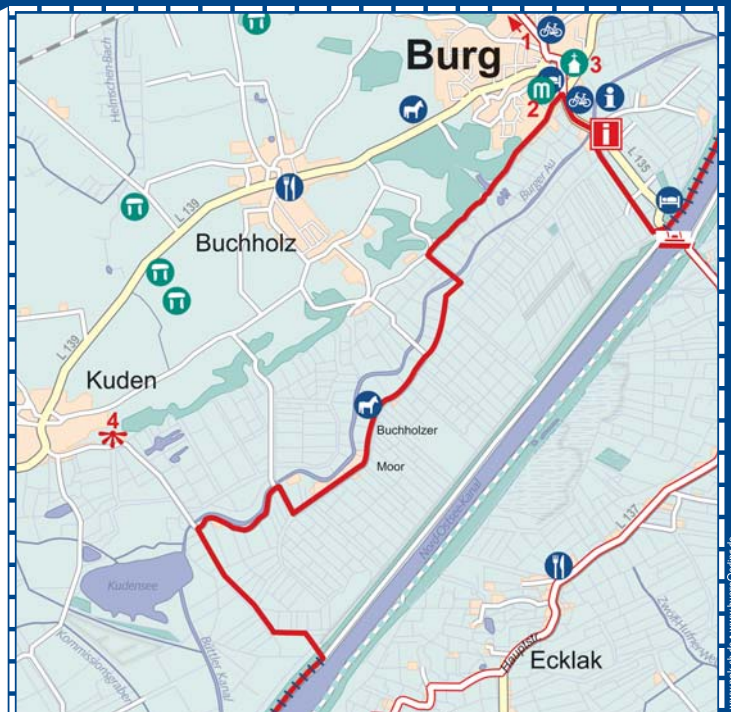 1
Helmschen-Bach
Burg
3
m
2
i
i
L 135
L 139
Burger Au
Buchholz
L 139
Kuden
4
Buchholzer
Moor
Nord-Ostsee-Kanal
L 137
Kudensee
Kommissionsgraben
Büttler Kanal
Hauptstr.
Ecklak